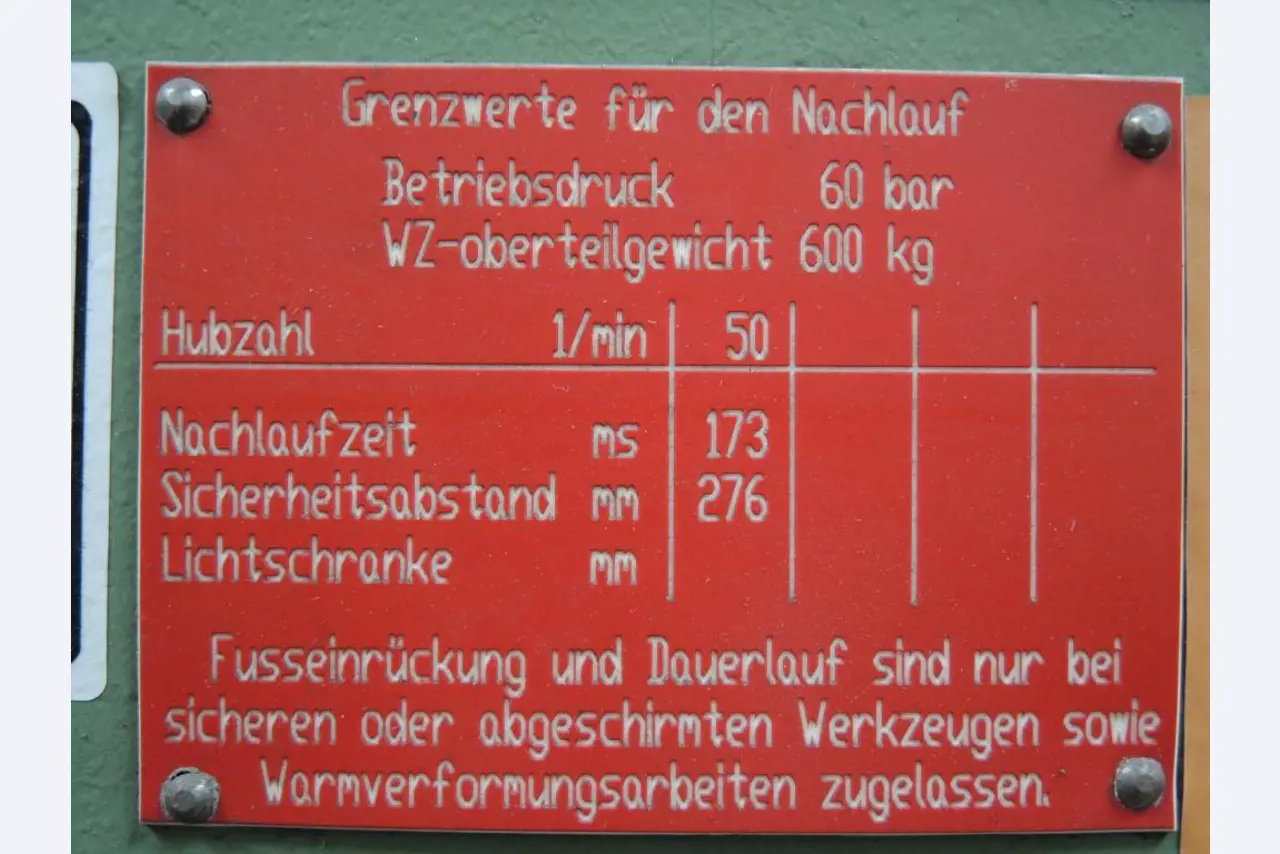 Grenzwerte für den Nachlauf
Betriebsdruck 60 bar
WZ-oberteilgewicht 600 kg
Hubzahl 1/min 50
Nachlaufzeit ms 173
Sicherheitsabstand mm 276
Lichtschranke mm
Fusseinrückung und Dauerlauf sind nur bei
sicheren oder abgeschirmten Werkzeugen sowie
Warmverformungsarbeiten zugelassen.